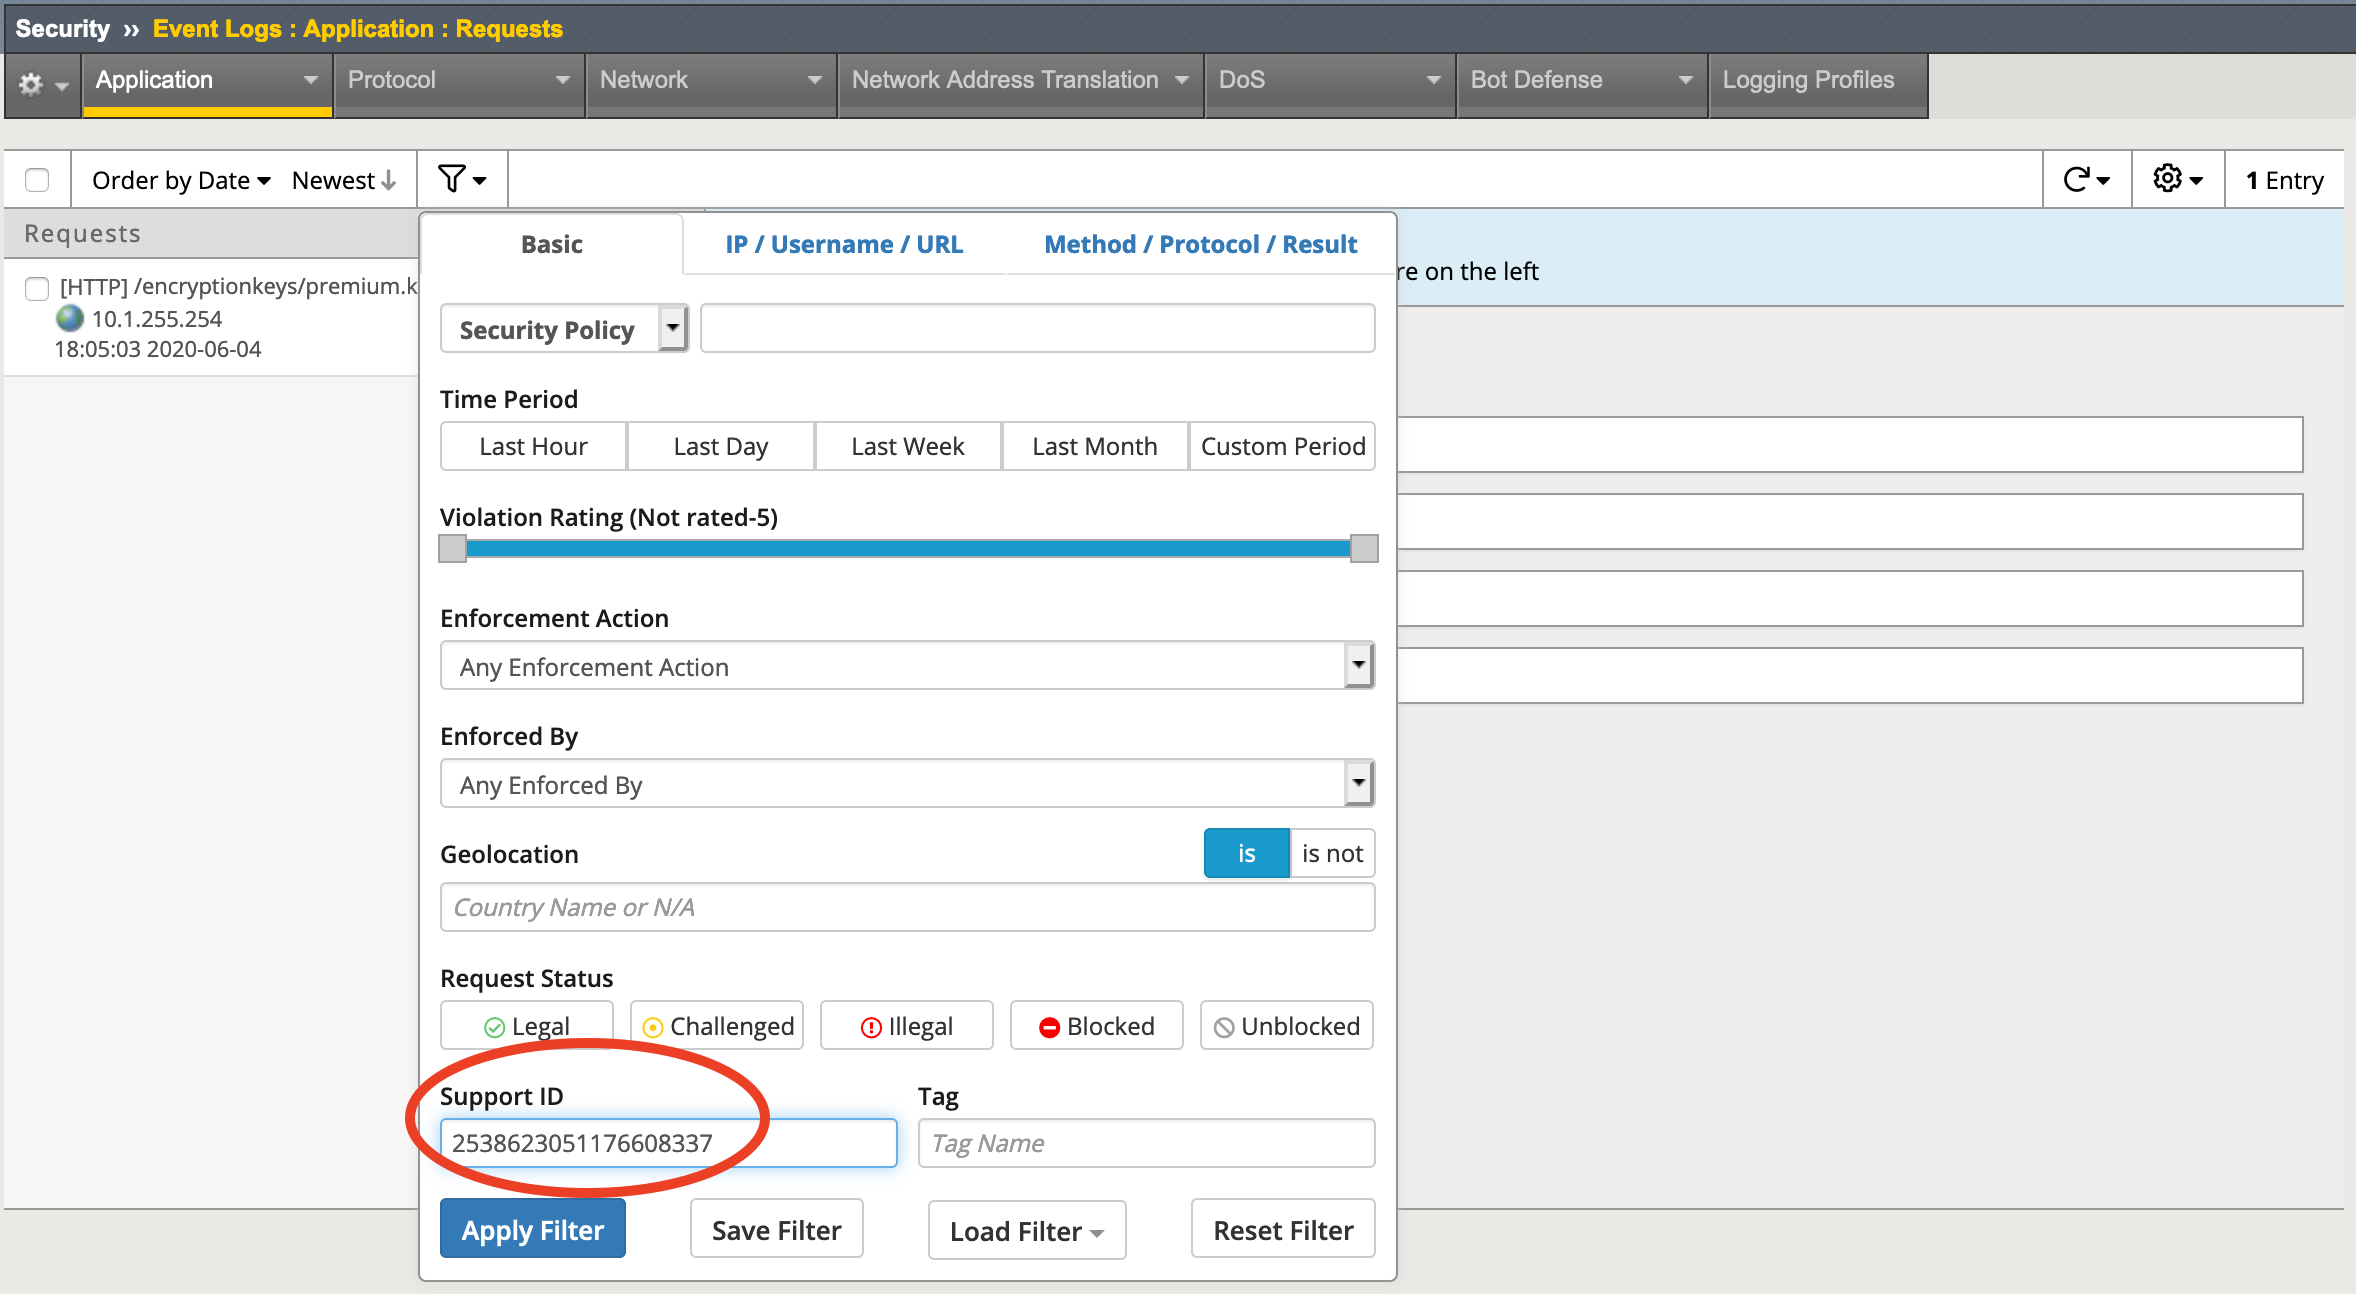 Security ›› Event Logs : Application : Requests
Application Protocol Network Network Address Translation DoS Bot Defense Logging Profiles
Order by Date Newest 1 Entry
Requests
[HTTP] /encryptionkeys/premium.k
10.1.255.254
18:05:03 2020-06-04
re on the left
Basic IP / Username / URL Method / Protocol / Result
Security Policy
Time Period
Last Hour Last Day Last Week Last Month Custom Period
Violation Rating (Not rated-5)
Enforcement Action
Any Enforcement Action
Enforced By
Any Enforced By
Geolocation is is not
Country Name or N/A
Request Status
Legal Challenged Illegal Blocked Unblocked
Support ID Tag
2538623051176608337 Tag Name
Apply Filter Save Filter Load Filter Reset Filter